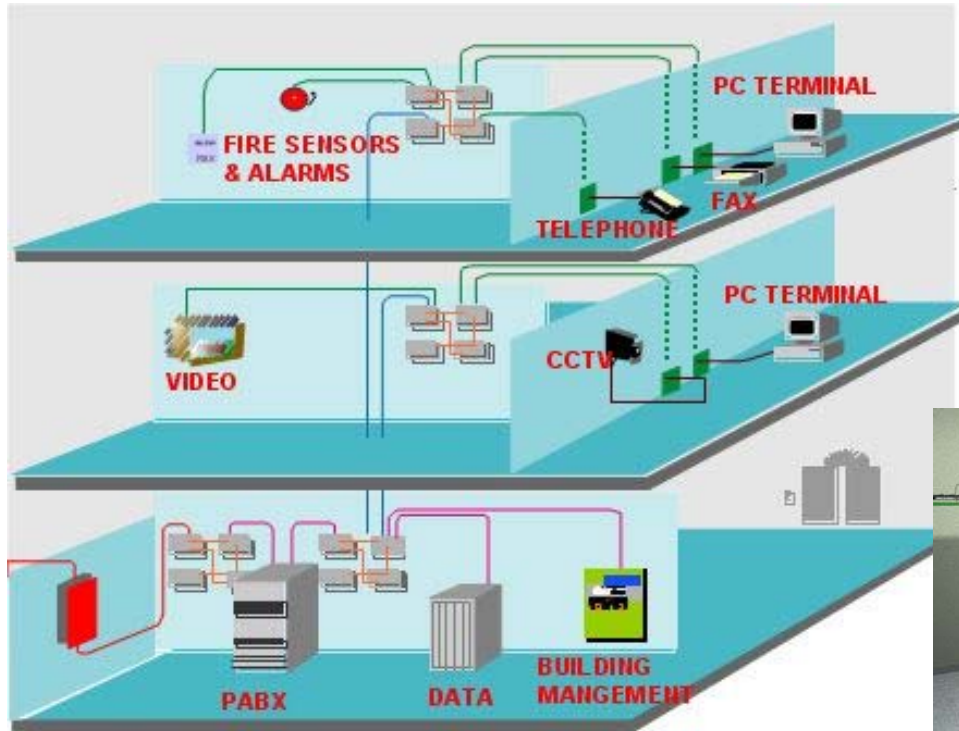 PC TERMINAL
FIRE SENSORS
& ALARMS
FAX
TELEPHONE
PC TERMINAL
CCTV
VIDEO
BUILDING
MANGEMENT
PABX
DATA